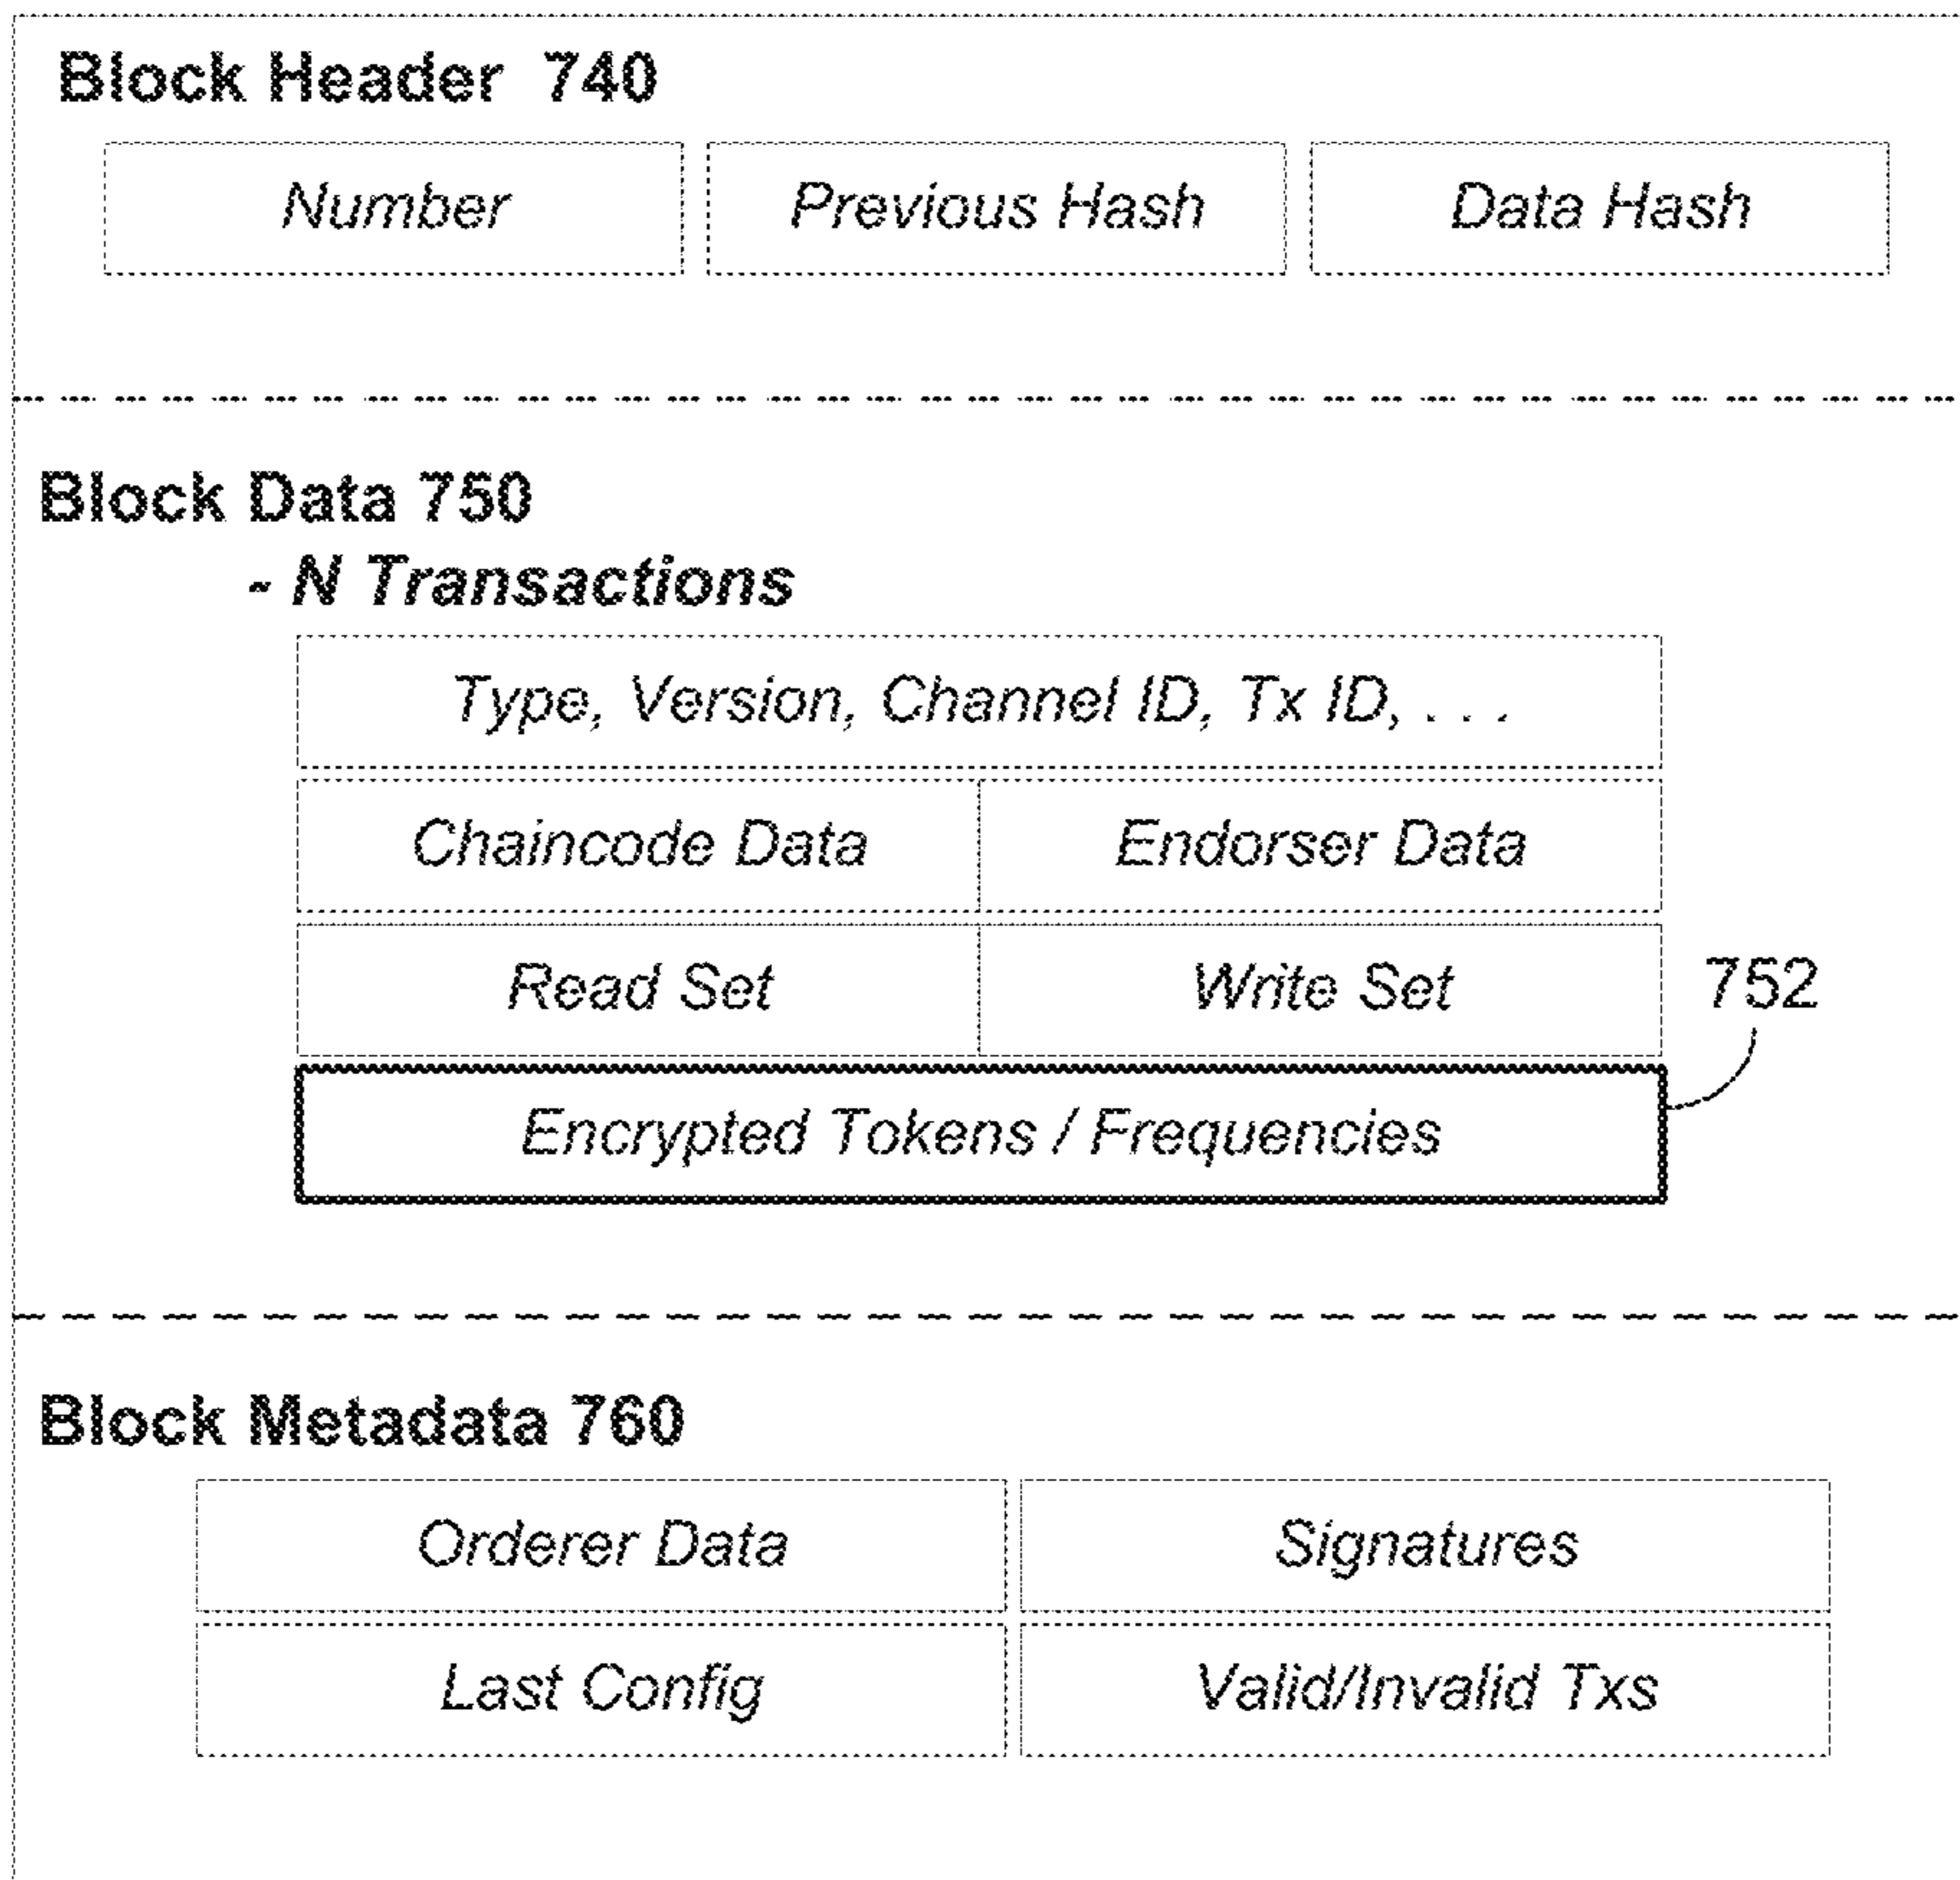 Block Header 740
Number Previous Hash Data Hash
Block Data 750
- N Transactions
Type, Version, Channel ID, Tx ID, . . .
Chaincode Data Endorser Data
Read Set Write Set 752
Encrypted Tokens / Frequencies
Block Metadata 760
Orderer Data Signatures
Last Config Valid/Invalid Txs